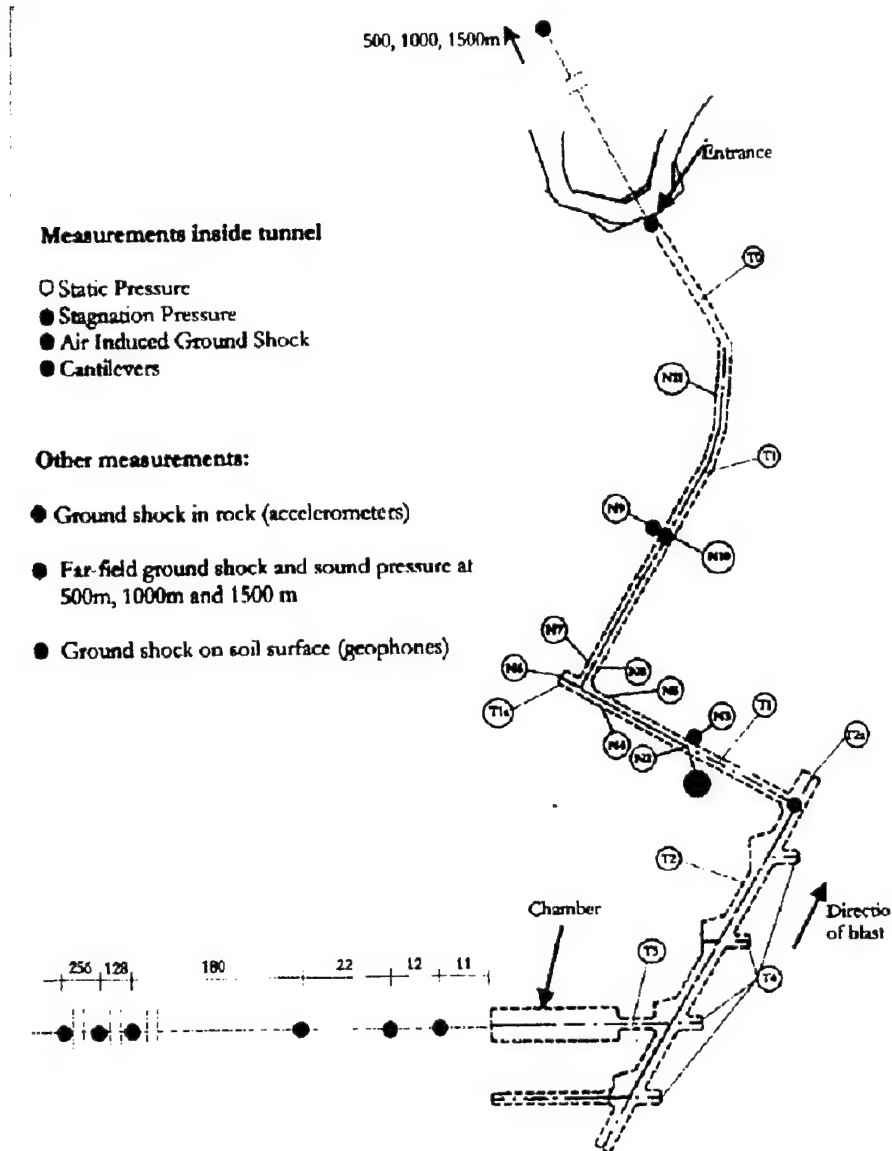 500, 1000, 1500m
Entrance
Measurements inside tunnel
Static Pressure
Stagnation Pressure
Air Induced Ground Shock
Cantilevers
T0
N11
Other measurements:
T1
Ground shock in rock (accelerometers)
N9
N10
Far-field ground shock and sound pressure at
500m, 1000m and 1500 m
Ground shock on soil surface (geophones)
N7
N6
N8
N5
T1a
N3
T1
N4
N2
T2a
T2
Chamber
Directio
of blast
256
128
180
22
12
11
T3
T4